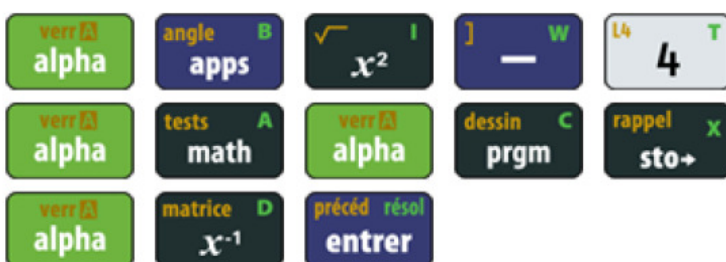 verr A angle B √ I ] W L4 T
alpha apps x² — 4
verr A tests A verr A dessin C rappel X
alpha math alpha prgm sto→
verr A matrice D précéd résol
alpha x⁻¹ entrer